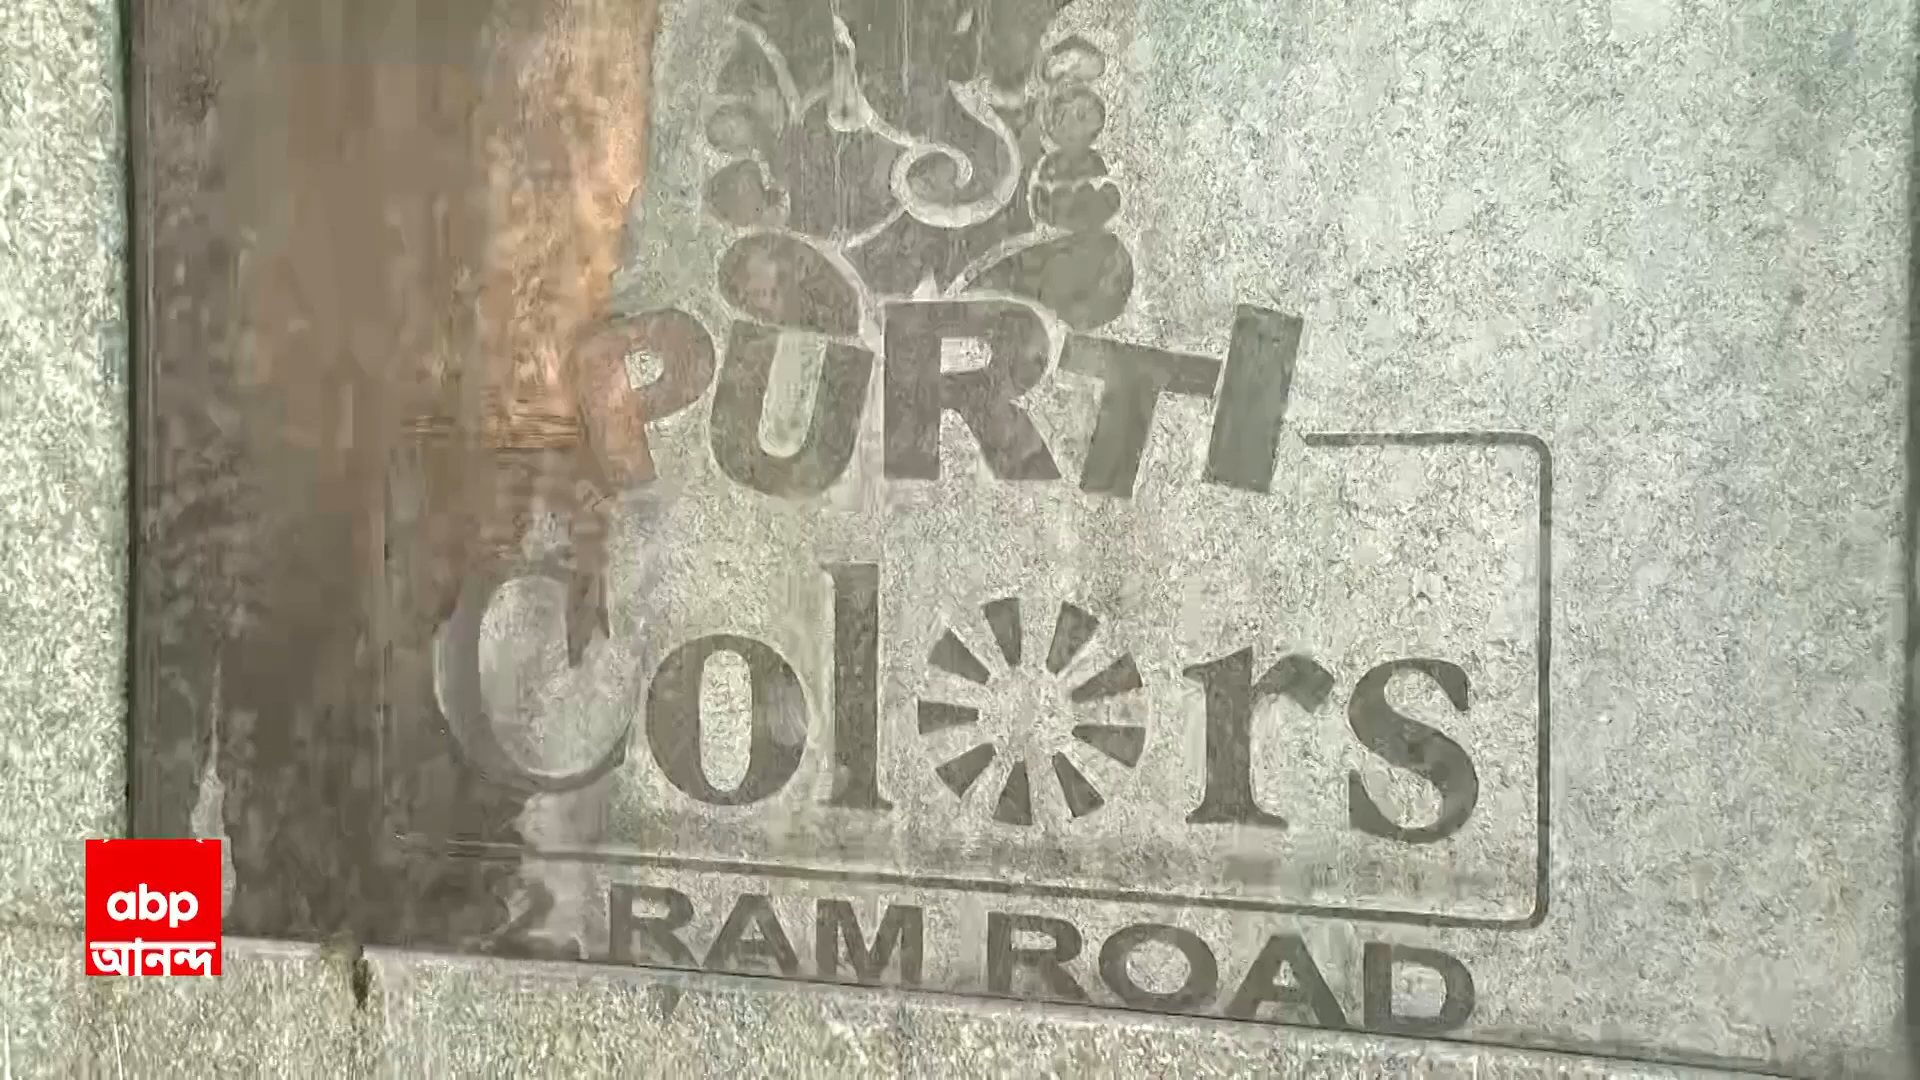 PURTI
Colors
RAM ROAD
abp
আনন্দ